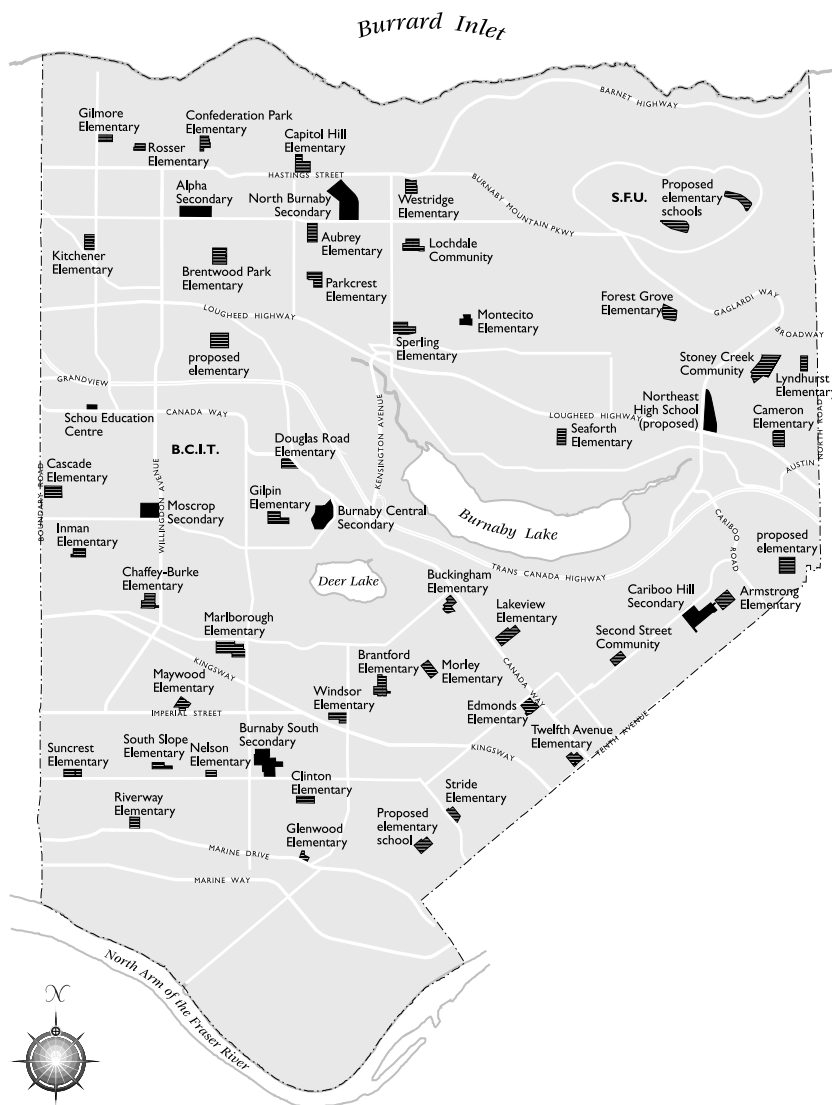 Burrard Inlet
BARNET HIGHWAY
Gilmore
Elementary
Confederation Park
Elementary
Rosser
Elementary
Capitol Hill
Elementary
HASTINGS STREET
Alpha
Secondary
North Burnaby
Secondary
Westridge
Elementary
BURNABY MOUNTAIN PKWY
S.F.U.
Proposed
elementary
schools
Kitchener
Elementary
Brentwood Park
Elementary
Aubrey
Elementary
Lochdale
Community
Parkcrest
Elementary
LOUGHEED HIGHWAY
Montecito
Elementary
Forest Grove
Elementary
GAGLARDI WAY
BROADWAY
proposed
elementary
Sperling
Elementary
Stoney Creek
Community
Lyndhurst
Elementary
GRANDVIEW
Schou Education
Centre
CANADA WAY
KENSINGTON AVENUE
LOUGHEED HIGHWAY
Seaforth
Elementary
Northeast
High School
(proposed)
Cameron
Elementary
NORTH ROAD
B.C.I.T.
Douglas Road
Elementary
AUSTIN
Cascade
Elementary
BOUNDARY ROAD
WILLINGDON AVENUE
Moscrop
Secondary
Gilpin
Elementary
Burnaby Central
Secondary
Burnaby Lake
CARIBOO ROAD
Inman
Elementary
proposed
elementary
Chaffey-Burke
Elementary
Deer Lake
TRANS CANADA HIGHWAY
Buckingham
Elementary
Lakeview
Elementary
Cariboo Hill
Secondary
Armstrong
Elementary
Marlborough
Elementary
Second Street
Community
KINGSWAY
Brantford
Elementary
Morley
Elementary
CANADA WAY
Maywood
Elementary
Windsor
Elementary
IMPERIAL STREET
Edmonds
Elementary
Twelfth Avenue
Elementary
TENTH AVENUE
Suncrest
Elementary
South Slope
Elementary
Nelson
Elementary
Burnaby South
Secondary
KINGSWAY
Clinton
Elementary
Stride
Elementary
Riverway
Elementary
Glenwood
Elementary
Proposed
elementary
school
MARINE DRIVE
MARINE WAY
North Arm of the Fraser River
N